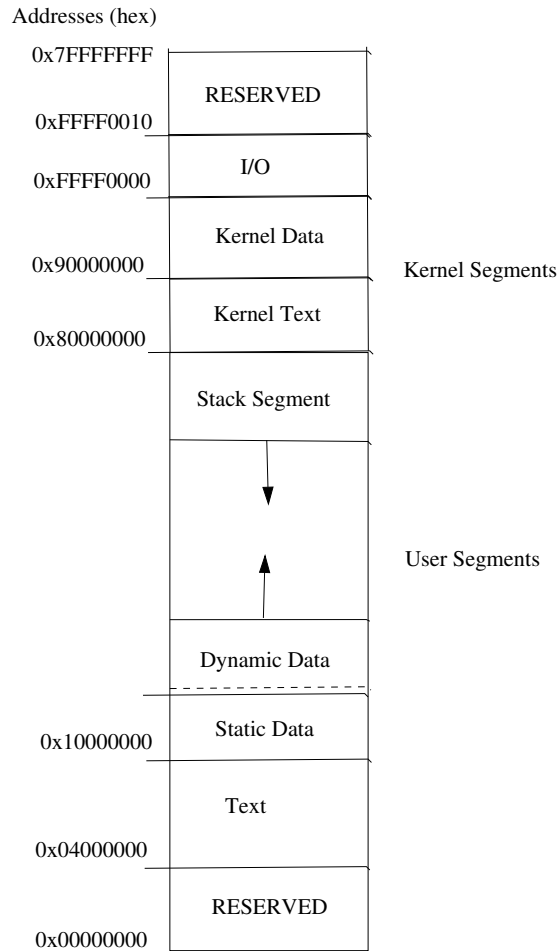 Addresses (hex)
0x7FFFFFFF
RESERVED
0xFFFF0010
I/O
0xFFFF0000
Kernel Data
0x90000000
Kernel Segments
Kernel Text
0x80000000
Stack Segment
User Segments
Dynamic Data
Static Data
0x10000000
Text
0x04000000
RESERVED
0x00000000